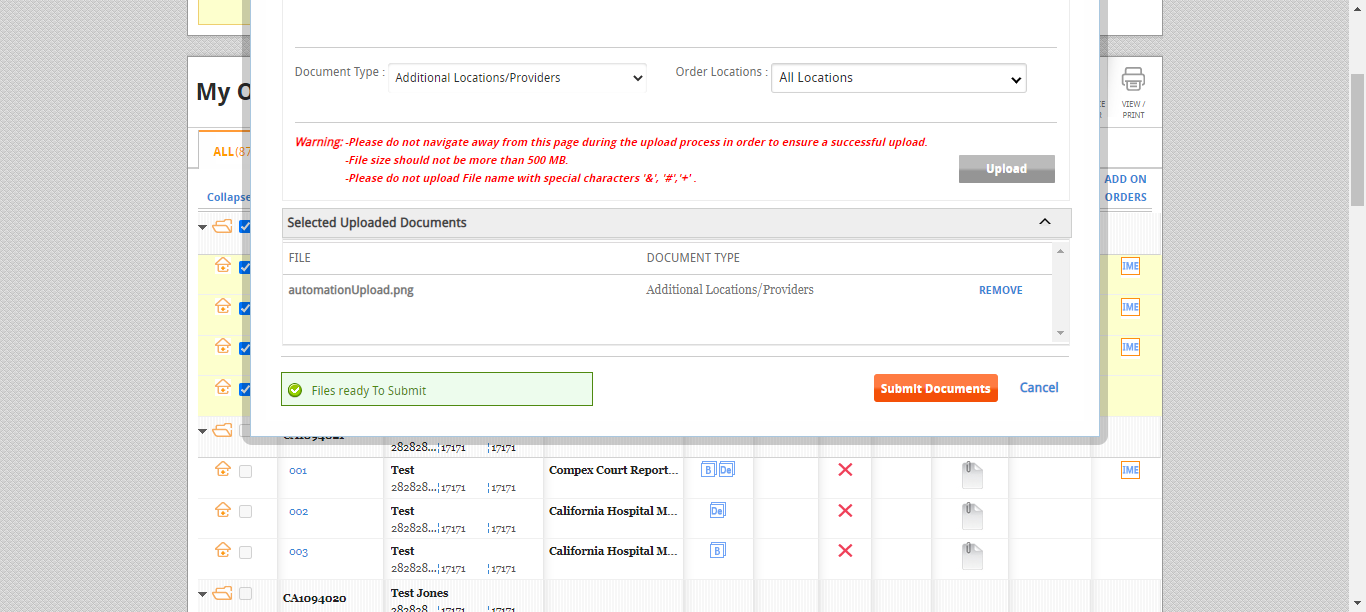 Document Type : Additional Locations/Providers Order Locations : All Locations
My O
VIEW /
PRINT
Warning: -Please do not navigate away from this page during the upload process in order to ensure a successful upload.
-File size should not be more than 500 MB.
-Please do not upload File name with special characters '&', '#','+' .
Upload
ALL(87
Collapse
ADD ON
ORDERS
Selected Uploaded Documents
FILE DOCUMENT TYPE
automationUpload.png Additional Locations/Providers REMOVE
IME
IME
IME
Files ready To Submit Submit Documents Cancel
CA1094021
282828...¦17171 ¦17171
001 Test Compex Court Report... B De IME
282828...¦17171 ¦17171
002 Test California Hospital M... De
282828...¦17171 ¦17171
003 Test California Hospital M... B
282828...¦17171 ¦17171
CA1094020 Test Jones
282828...¦17171 ¦17171